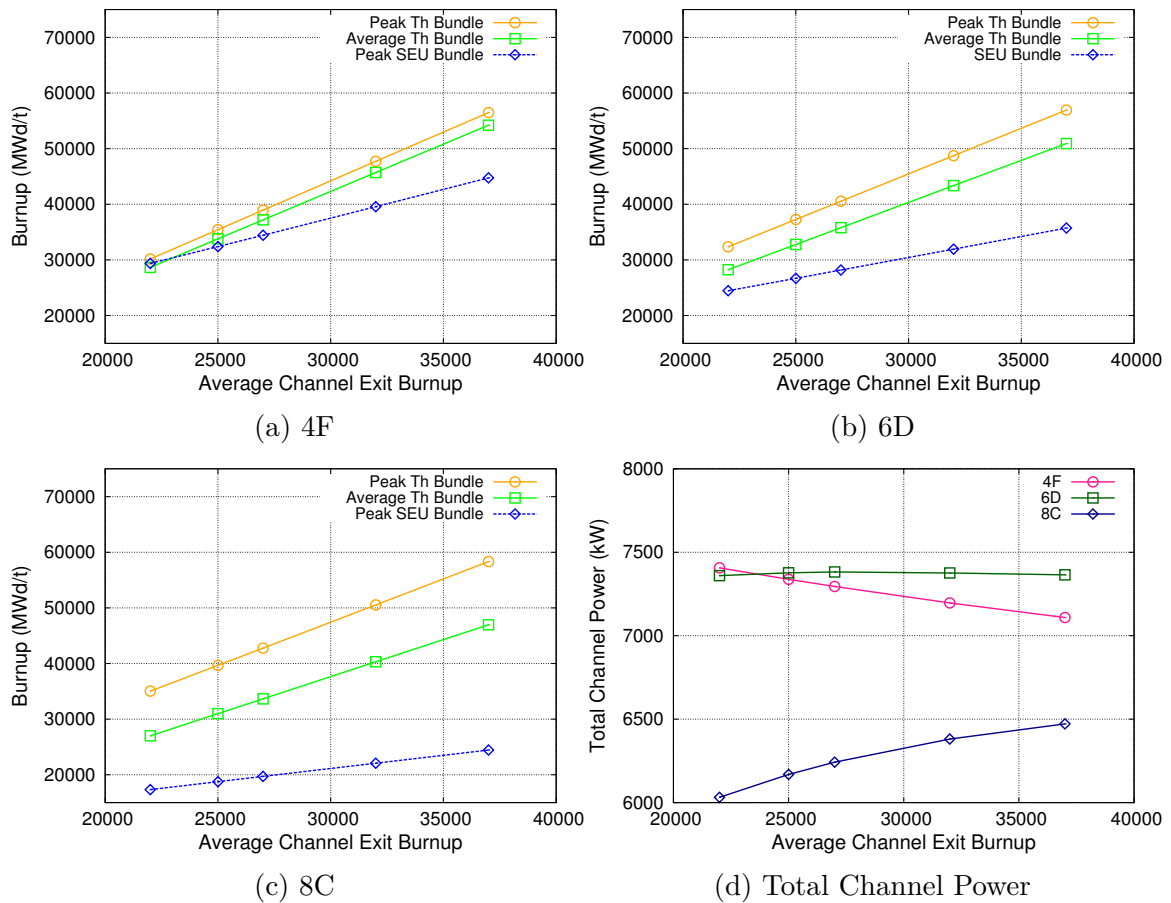 Peak Th Bundle
Average Th Bundle
Peak SEU Bundle
Burnup (MWd/t)
70000
60000
50000
40000
30000
20000
20000 25000 30000 35000 40000
Average Channel Exit Burnup
(a) 4F
Peak Th Bundle
Average Th Bundle
SEU Bundle
Burnup (MWd/t)
70000
60000
50000
40000
30000
20000
20000 25000 30000 35000 40000
Average Channel Exit Burnup
(b) 6D
Peak Th Bundle
Average Th Bundle
Peak SEU Bundle
Burnup (MWd/t)
70000
60000
50000
40000
30000
20000
20000 25000 30000 35000 40000
Average Channel Exit Burnup
(c) 8C
4F
6D
8C
Total Channel Power (kW)
8000
7500
7000
6500
6000
20000 25000 30000 35000 40000
Average Channel Exit Burnup
(d) Total Channel Power